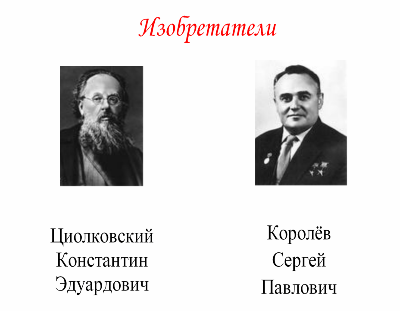 Изобретатели
Циолковский
Константин
Эдуардович
Королёв
Сергей
Павлович